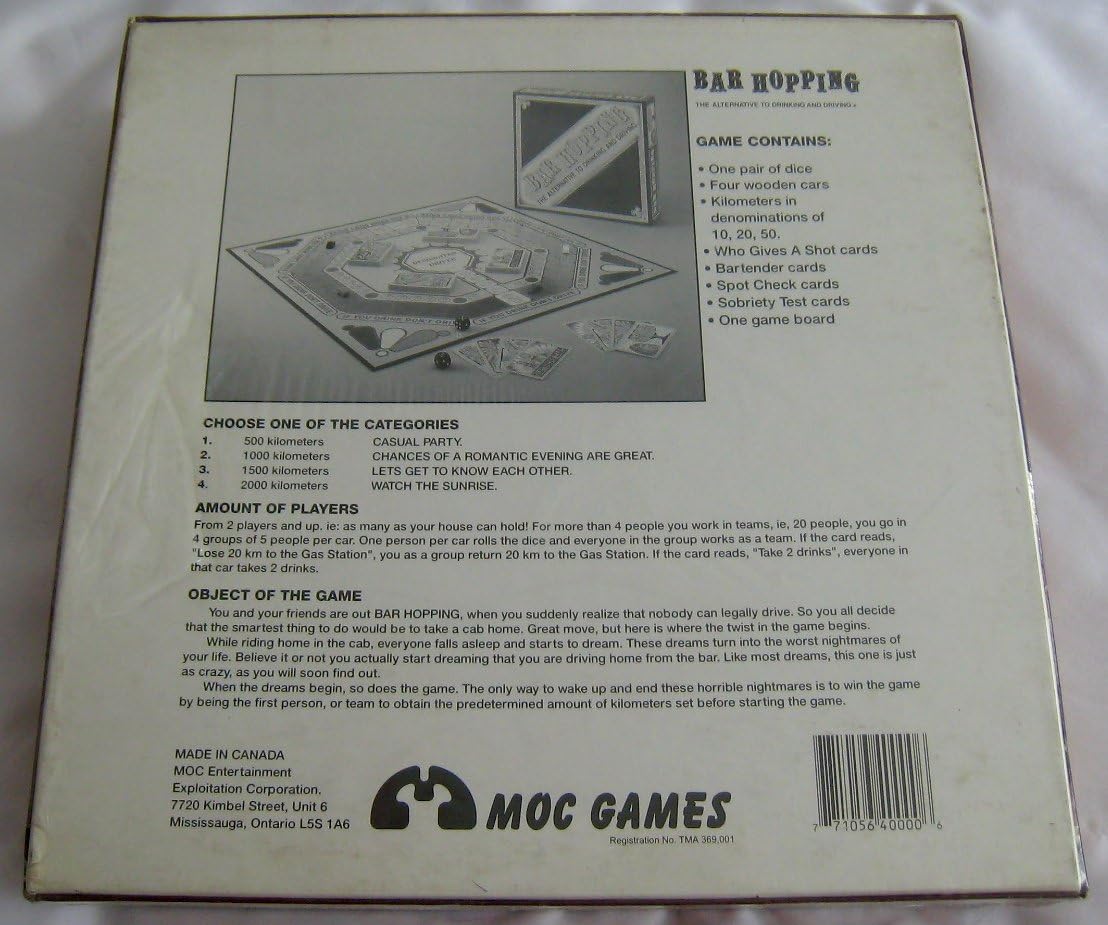 BAR HOPPING
THE ALTERNATIVE TO DRINKING AND DRIVING
GAME CONTAINS:
• One pair of dice
• Four wooden cars
• Kilometers in
denominations of
10, 20, 50.
• Who Gives A Shot cards
• Bartender cards
• Spot Check cards
• Sobriety Test cards
• One game board
BAR HOPPING
THE ALTERNATIVE TO DRINKING AND DRIVING
IF YOU DRINK DON'T DRIVE
CHOOSE ONE OF THE CATEGORIES
1. 500 kilometers CASUAL PARTY.
2. 1000 kilometers CHANCES OF A ROMANTIC EVENING ARE GREAT.
3. 1500 kilometers LETS GET TO KNOW EACH OTHER.
4. 2000 kilometers WATCH THE SUNRISE.
AMOUNT OF PLAYERS
From 2 players and up. ie: as many as your house can hold! For more than 4 people you work in teams, ie, 20 people, you go in
4 groups of 5 people per car. One person per car rolls the dice and everyone in the group works as a team. If the card reads,
"Lose 20 km to the Gas Station", you as a group return 20 km to the Gas Station. If the card reads, "Take 2 drinks", everyone in
that car takes 2 drinks.
OBJECT OF THE GAME
You and your friends are out BAR HOPPING, when you suddenly realize that nobody can legally drive. So you all decide
that the smartest thing to do would be to take a cab home. Great move, but here is where the twist in the game begins.
While riding home in the cab, everyone falls asleep and starts to dream. These dreams turn into the worst nightmares of
your life. Believe it or not you actually start dreaming that you are driving home from the bar. Like most dreams, this one is just
as crazy, as you will soon find out.
When the dreams begin, so does the game. The only way to wake up and end these horrible nightmares is to win the game
by being the first person, or team to obtain the predetermined amount of kilometers set before starting the game.
MADE IN CANADA
MOC Entertainment
Exploitation Corporation.
7720 Kimbel Street, Unit 6
Mississauga, Ontario L5S 1A6
MOC GAMES
Registration No. TMA 369,001
7 71056 40000 6